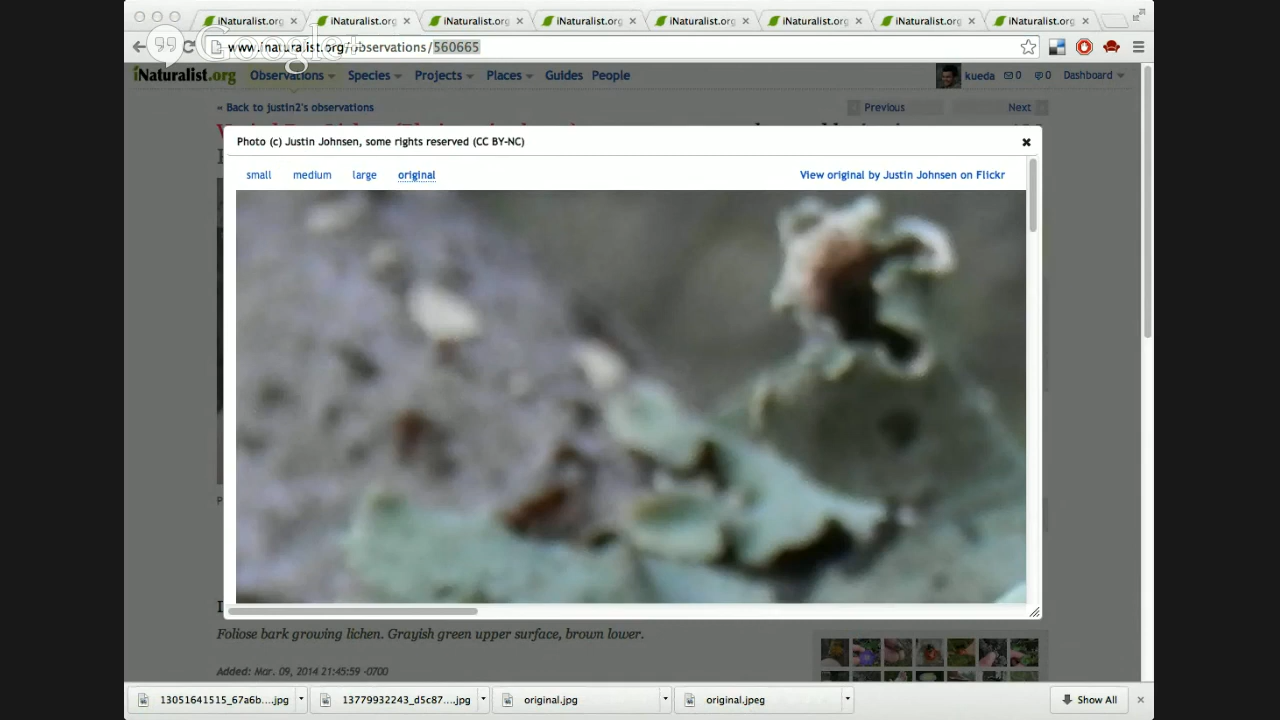 iNaturalist.org iNaturalist.org iNaturalist.org iNaturalist.org iNaturalist.org iNaturalist.org iNaturalist.org iNaturalist.org
Google+
www.inaturalist.org/observations/560665
iNaturalist.org Observations Species Projects Places Guides People kueda 0 0 Dashboard
« Back to justin2's observations Previous Next
Photo (c) Justin Johnsen, some rights reserved (CC BY-NC)
small medium large original View original by Justin Johnsen on Flickr
Foliose bark growing lichen. Grayish green upper surface, brown lower.
Added: Mar. 09, 2014 21:45:59 -0700
13051641515_67a6b....jpg 13779932243_d5c87....jpg original.jpg original.jpeg Show All